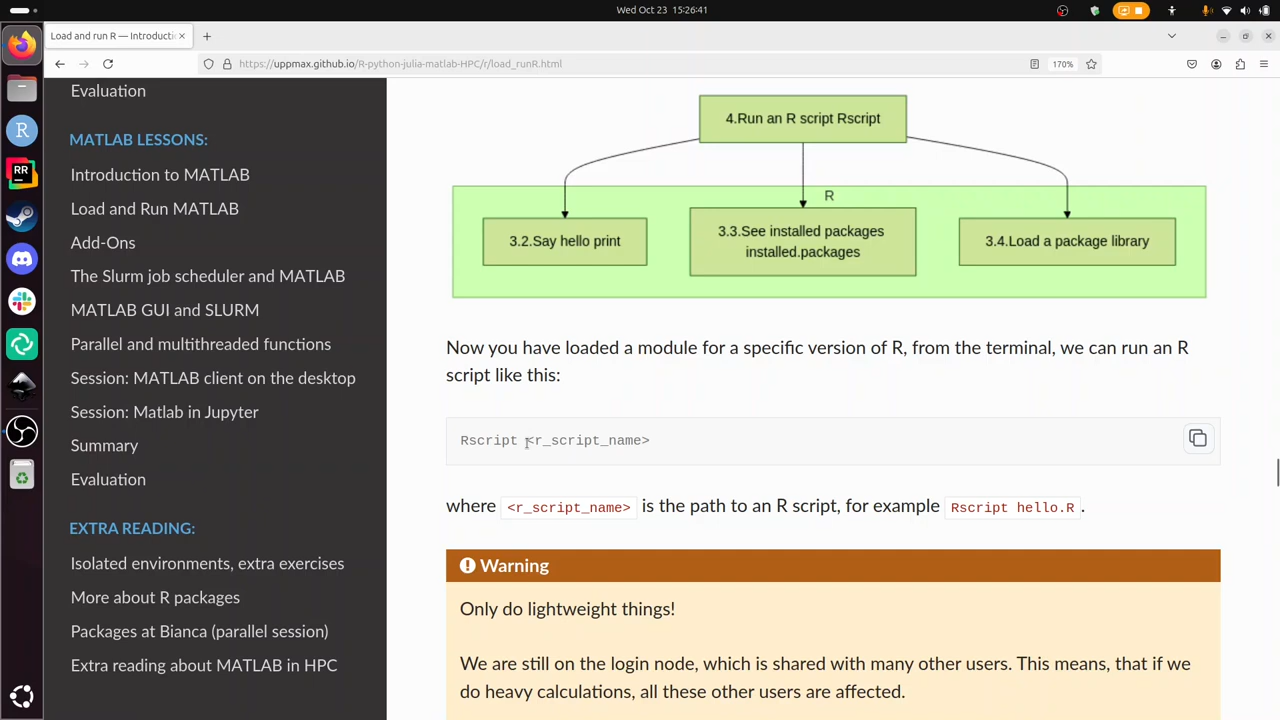 Wed Oct 23 15:26:41
Load and run R — Introducti
https://uppmax.github.io/R-python-julia-matlab-HPC/r/load_runR.html
170%
Evaluation
MATLAB LESSONS:
Introduction to MATLAB
Load and Run MATLAB
Add-Ons
The Slurm job scheduler and MATLAB
MATLAB GUI and SLURM
Parallel and multithreaded functions
Session: MATLAB client on the desktop
Session: Matlab in Jupyter
Summary
Evaluation
EXTRA READING:
Isolated environments, extra exercises
More about R packages
Packages at Bianca (parallel session)
Extra reading about MATLAB in HPC
4.Run an R script Rscript
R
3.2.Say hello print
3.3.See installed packages
installed.packages
3.4.Load a package library
Now you have loaded a module for a specific version of R, from the terminal, we can run an R
script like this:
Rscript <r_script_name>
where <r_script_name> is the path to an R script, for example Rscript hello.R.
Warning
Only do lightweight things!
We are still on the login node, which is shared with many other users. This means, that if we
do heavy calculations, all these other users are affected.